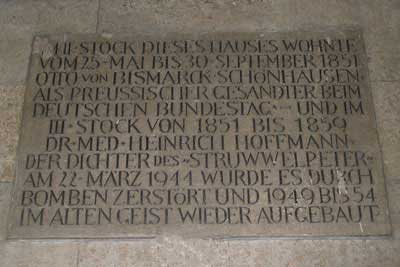 IM II· STOCK DIESES HAUSES WOHNTE
VOM 25· MAI BIS 30· SEPTEMBER 1851
OTTO VON BISMARCK-SCHÖNHAUSEN
ALS PREUSSISCHER GESANDTER BEIM
DEUTSCHEN BUNDESTAG UND IM
III· STOCK VON 1851 BIS 1859
DR·MED·HEINRICH HOFFMANN
DER DICHTER DES »STRUWWELPETER«
AM 22· MÄRZ 1944 WURDE ES DURCH
BOMBEN ZERSTÖRT UND 1949 BIS 54
IM ALTEN GEIST WIEDER AUFGEBAUT